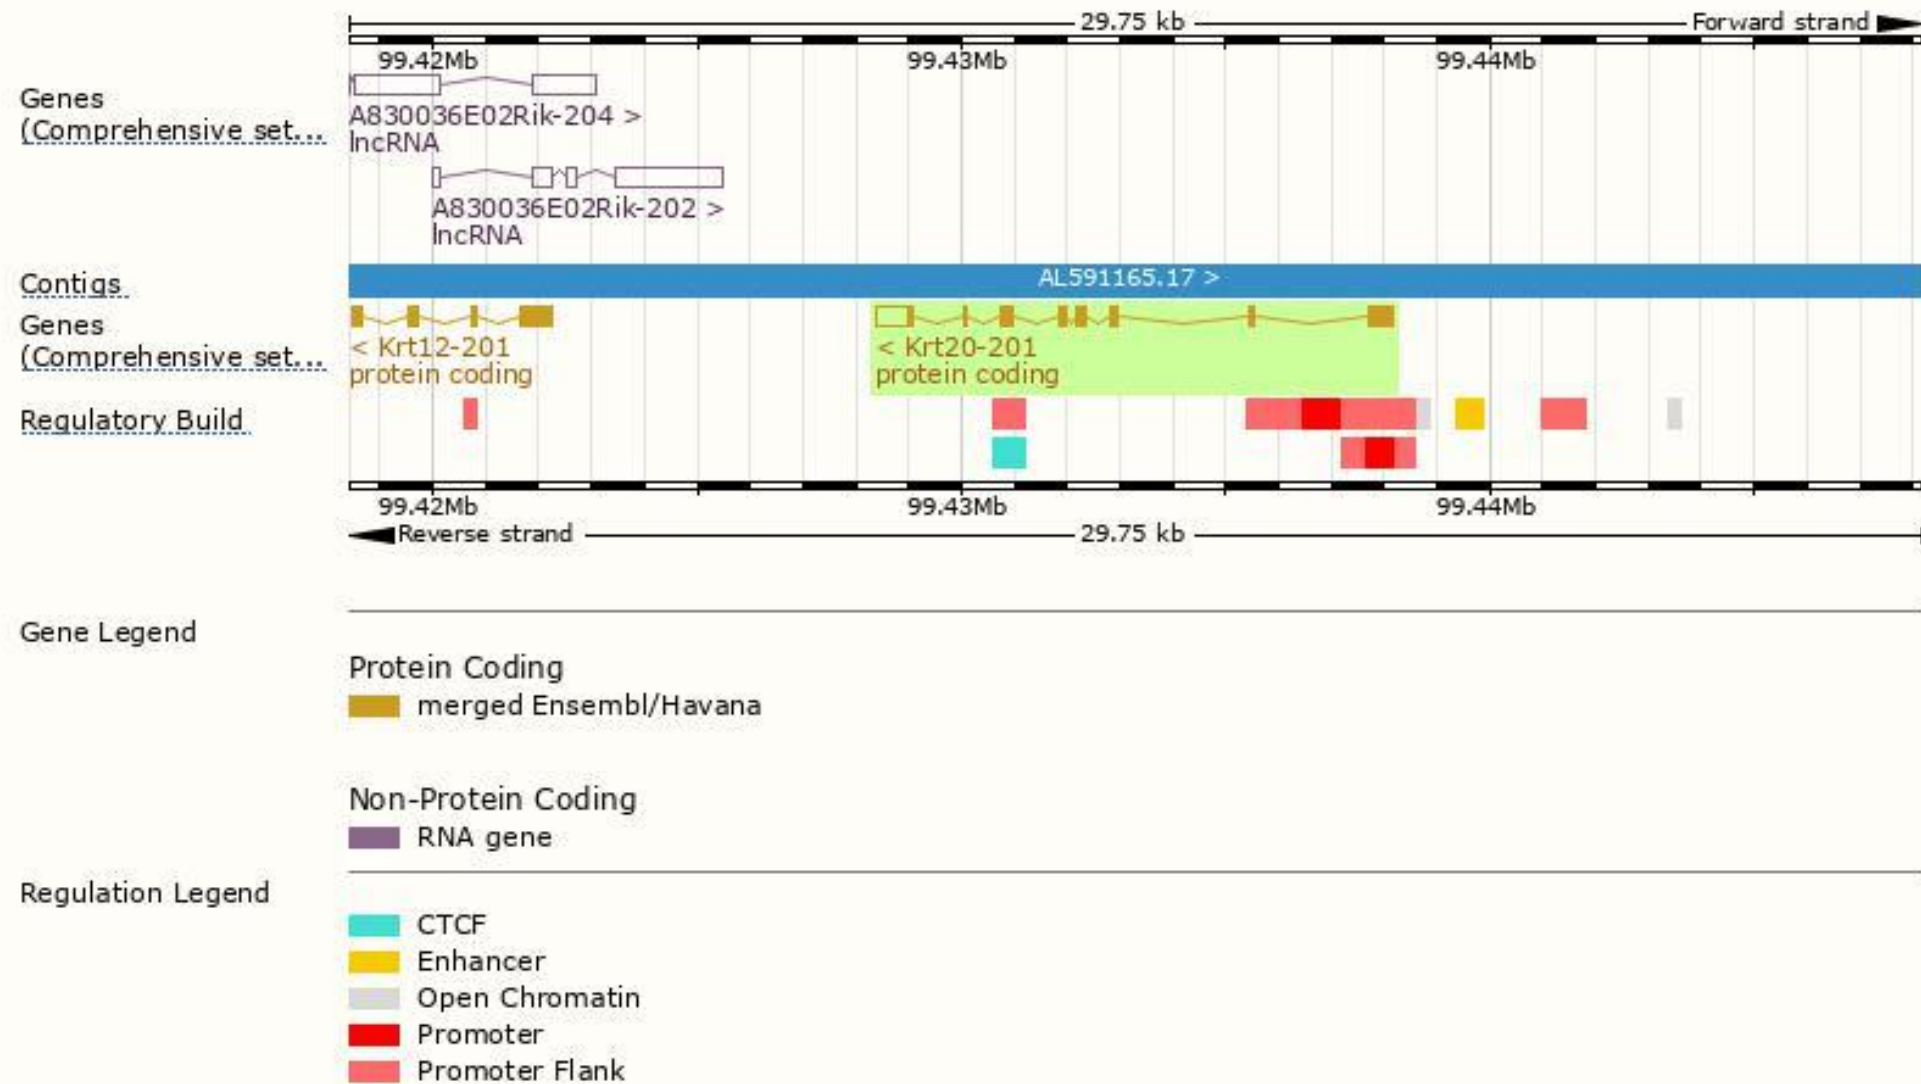 29.75 kb Forward strand
99.42Mb 99.43Mb 99.44Mb
Genes
(Comprehensive set...
A830036E02Rik-204 >
lncRNA
A830036E02Rik-202 >
lncRNA
Contigs
AL591165.17 >
Genes
(Comprehensive set...
< Krt12-201
protein coding
< Krt20-201
protein coding
Regulatory Build
99.42Mb 99.43Mb 99.44Mb
Reverse strand 29.75 kb
Gene Legend
Protein Coding
merged Ensembl/Havana
Non-Protein Coding
RNA gene
Regulation Legend
CTCF
Enhancer
Open Chromatin
Promoter
Promoter Flank